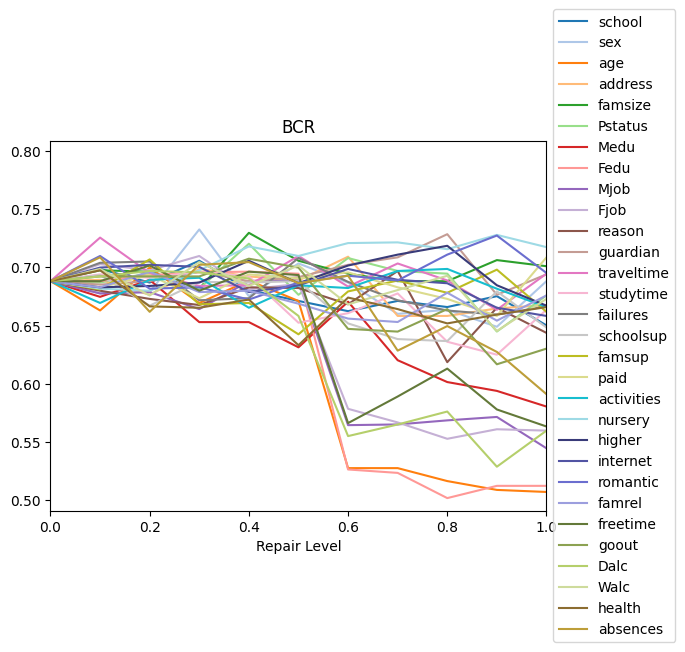 BCR
0.80
0.75
0.70
0.65
0.60
0.55
0.50
0.0
0.2
0.4
0.6
0.8
1.0
Repair Level
school
sex
age
address
famsize
Pstatus
Medu
Fedu
Mjob
Fjob
reason
guardian
traveltime
studytime
failures
schoolsup
famsup
paid
activities
nursery
higher
internet
romantic
famrel
freetime
goout
Dalc
Walc
health
absences